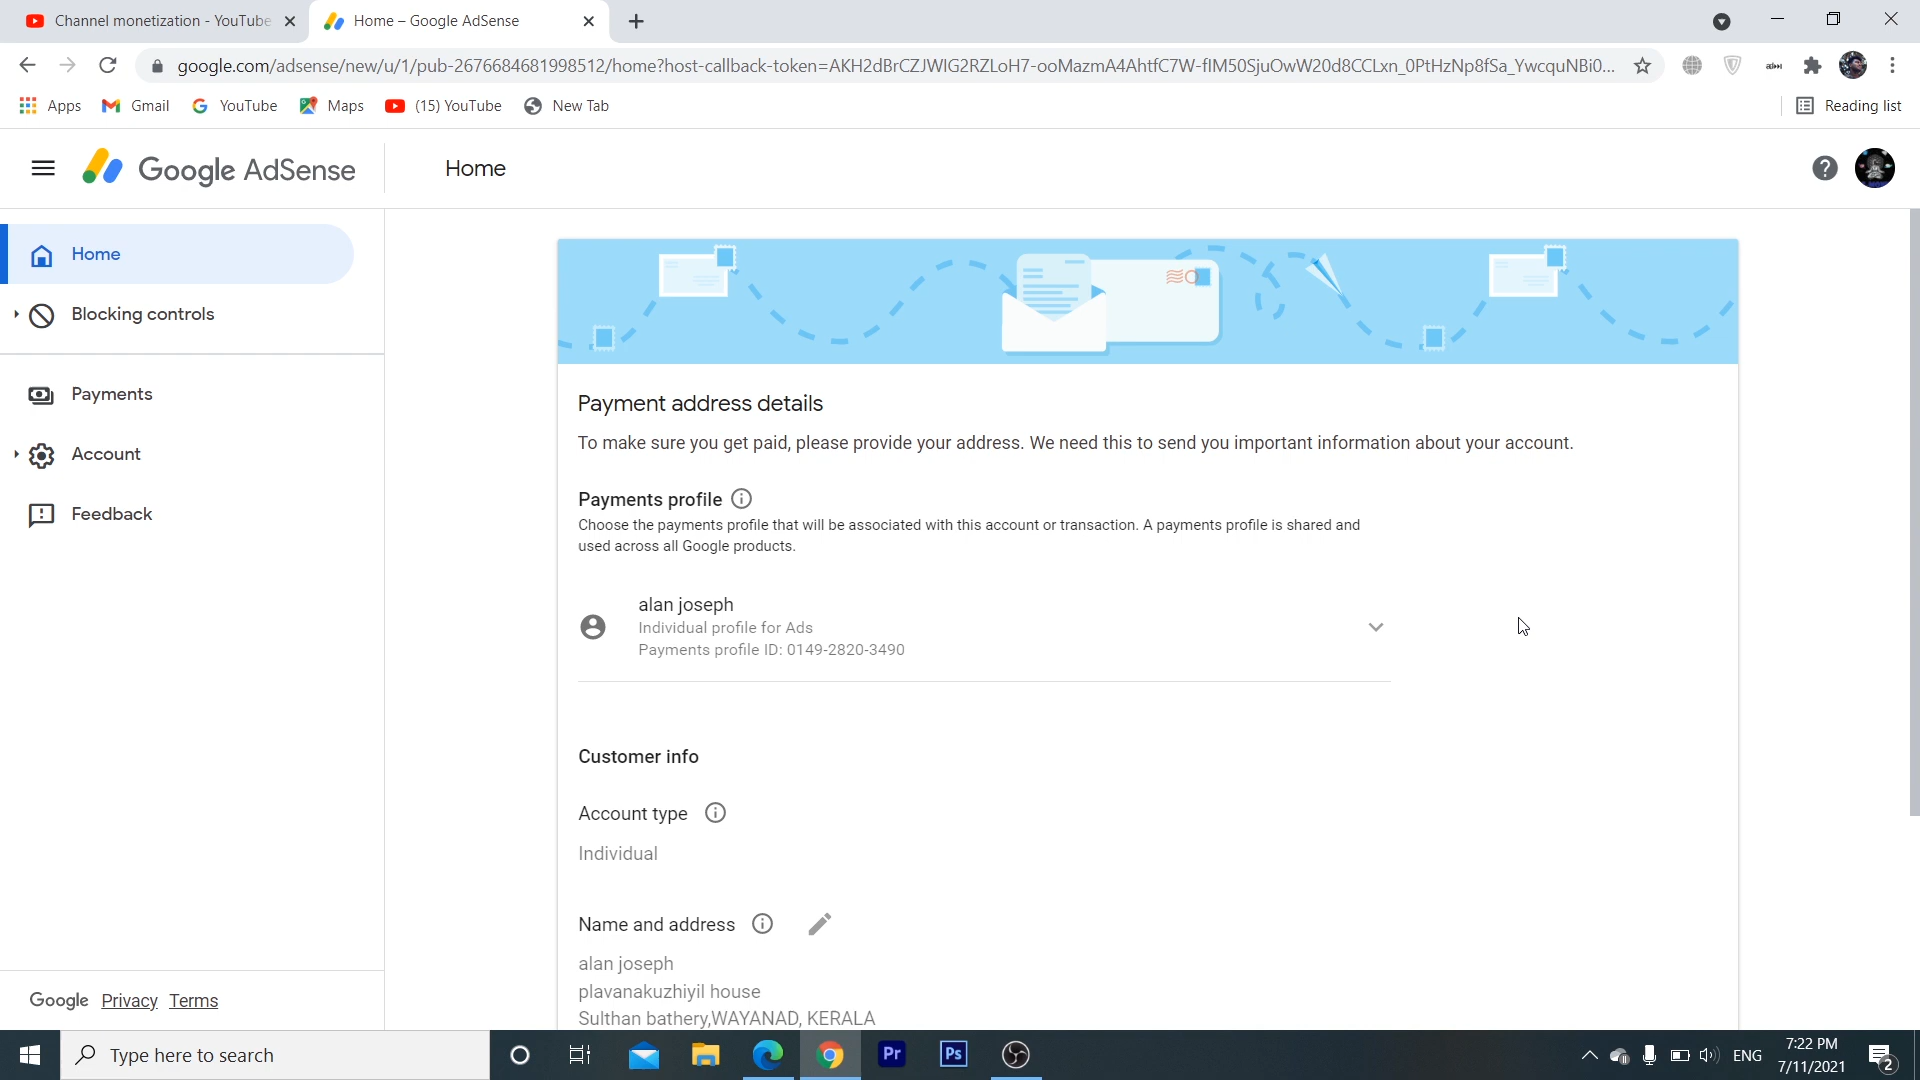 Channel monetization - YouTube
Home – Google AdSense
google.com/adsense/new/u/1/pub-2676684681998512/home?host-callback-token=AKH2dBrCZJWIG2RZLoH7-ooMazmA4AhtfC7W-fIM50SjuOwW20d8CCLxn_0PtHzNp8fSa_YwcquNBi0...
Apps
Gmail
YouTube
Maps
(15) YouTube
New Tab
Reading list
Google AdSense
Home
Home
Blocking controls
Payments
Account
Feedback
Payment address details
To make sure you get paid, please provide your address. We need this to send you important information about your account.
Payments profile
Choose the payments profile that will be associated with this account or transaction. A payments profile is shared and
used across all Google products.
alan joseph
Individual profile for Ads
Payments profile ID: 0149-2820-3490
Customer info
Account type
Individual
Name and address
alan joseph
plavanakuzhiyil house
Sulthan bathery,WAYANAD, KERALA
Google Privacy Terms
Type here to search
Pr
Ps
ENG
7:22 PM
7/11/2021
2